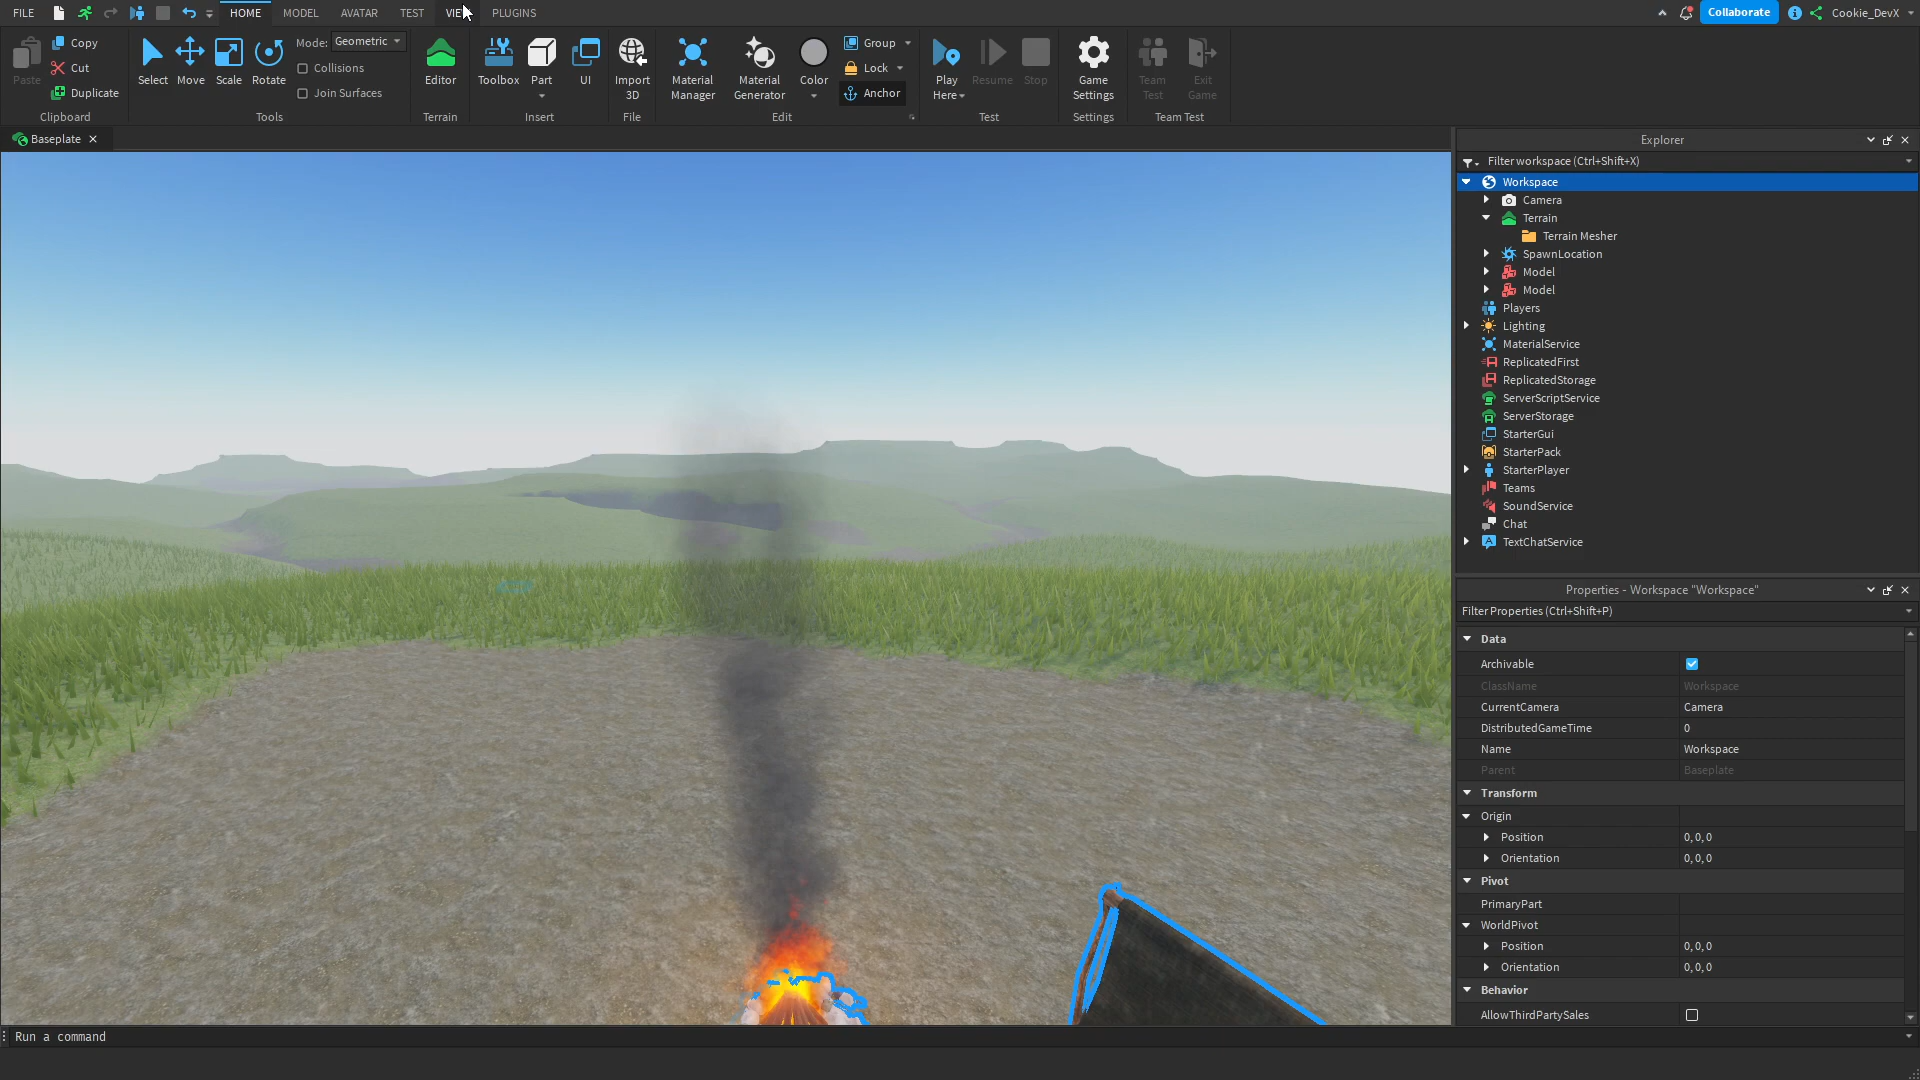 FILE
HOME
MODEL
AVATAR
TEST
VIEW
PLUGINS
Collaborate
Cookie_DevX
Paste
Copy
Cut
Duplicate
Clipboard
Select
Move
Scale
Rotate
Mode: Geometric
Collisions
Join Surfaces
Tools
Editor
Terrain
Toolbox
Part
UI
Insert
Import
3D
File
Material
Manager
Material
Generator
Color
Group
Lock
Anchor
Edit
Play
Here
Resume
Stop
Test
Game
Settings
Settings
Team
Test
Exit
Game
Team Test
Baseplate
Explorer
Filter workspace (Ctrl+Shift+X)
Workspace
Camera
Terrain
Terrain Mesher
SpawnLocation
Model
Model
Players
Lighting
MaterialService
ReplicatedFirst
ReplicatedStorage
ServerScriptService
ServerStorage
StarterGui
StarterPack
StarterPlayer
Teams
SoundService
Chat
TextChatService
Properties - Workspace "Workspace"
Filter Properties (Ctrl+Shift+P)
Data
Archivable
ClassName Workspace
CurrentCamera Camera
DistributedGameTime 0
Name Workspace
Parent Baseplate
Transform
Origin
Position 0, 0, 0
Orientation 0, 0, 0
Pivot
PrimaryPart
WorldPivot
Position 0, 0, 0
Orientation 0, 0, 0
Behavior
AllowThirdPartySales
Run a command